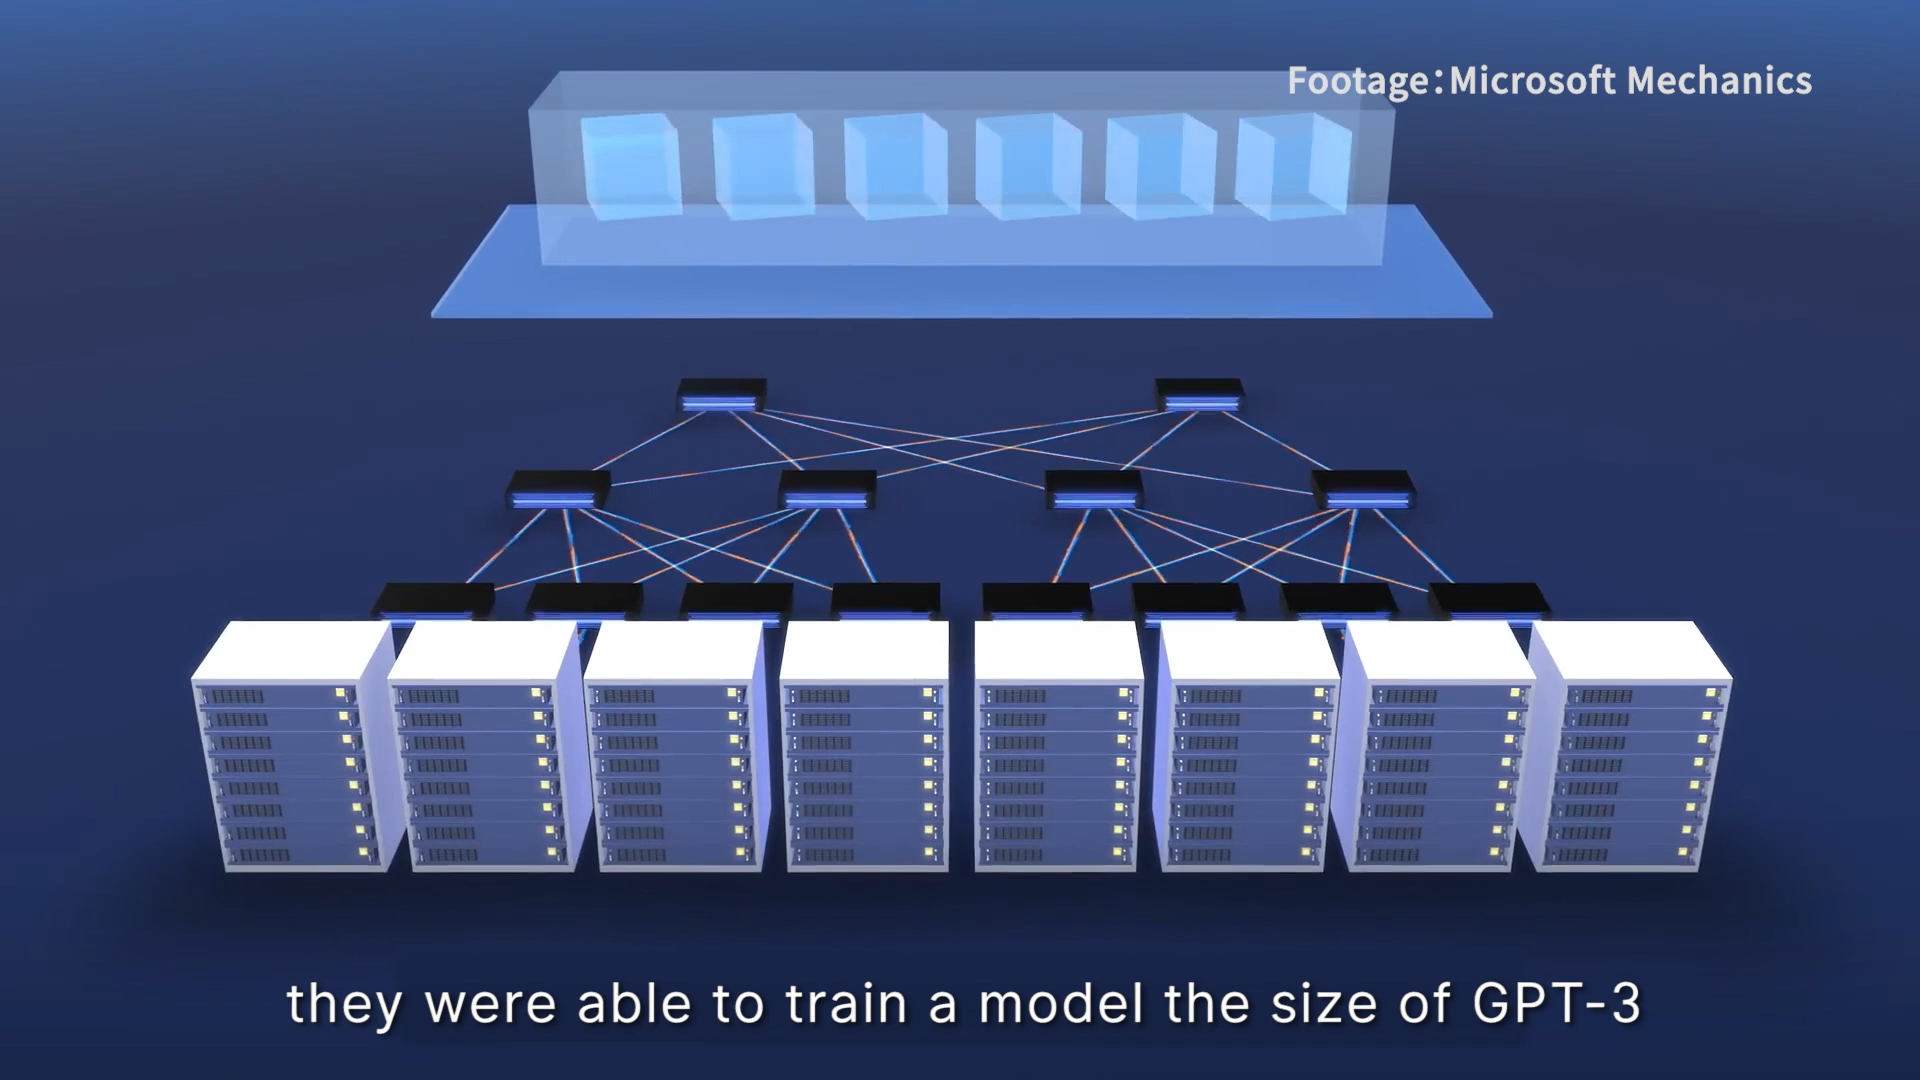 Footage：Microsoft Mechanics
they were able to train a model the size of GPT-3